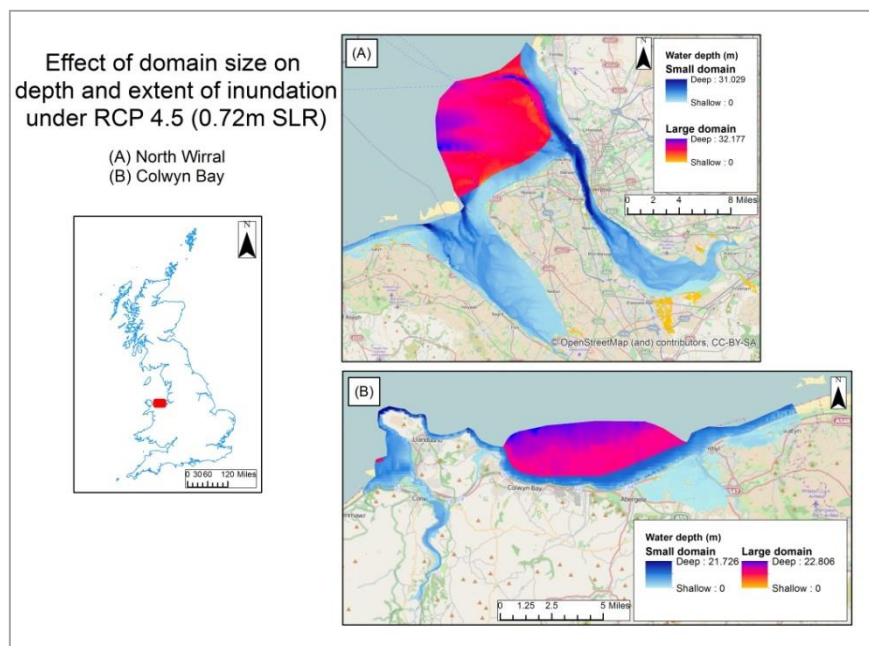 Effect of domain size on
depth and extent of inundation
under RCP 4.5 (0.72m SLR)
(A) North Wirral
(B) Colwyn Bay
N
0 30 60 120 Miles
(A)
N
Water depth (m)
Small domain
Deep : 31.029
Shallow : 0
Large domain
Deep : 32.177
Shallow : 0
0 2 4 8 Miles
© OpenStreetMap (and) contributors, CC-BY-SA
(B)
N
Llandudno
Colwyn Bay
Abergele
Water depth (m)
Small domain Large domain
Deep : 21.726 Deep : 22.806
Shallow : 0 Shallow : 0
0 1.25 2.5 5 Miles